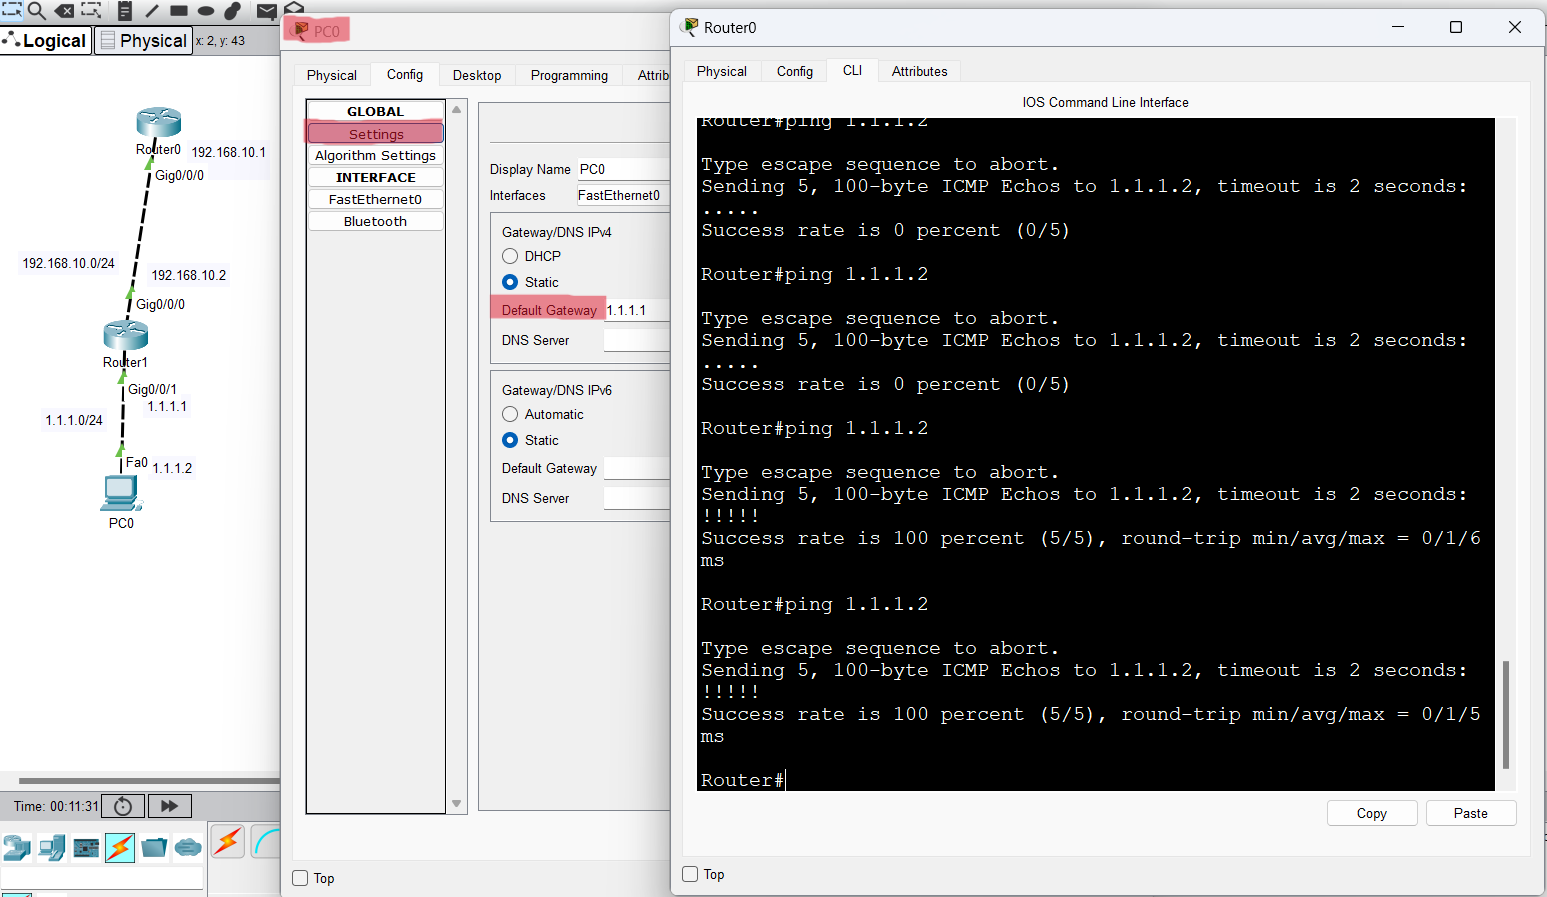 Logical
Physical
x: 2, y: 43
Router0
192.168.10.1
Gig0/0/0
192.168.10.0/24
192.168.10.2
Gig0/0/0
Router1
Gig0/0/1
1.1.1.1
1.1.1.0/24
Fa0
1.1.1.2
PC0
Time: 00:11:31
PC0
Physical
Config
Desktop
Programming
Attrib
GLOBAL
Settings
Algorithm Settings
INTERFACE
FastEthernet0
Bluetooth
Display Name PC0
Interfaces FastEthernet0
Gateway/DNS IPv4
DHCP
Static
Default Gateway 1.1.1.1
DNS Server
Gateway/DNS IPv6
Automatic
Static
Default Gateway
DNS Server
Top
Router0
Physical
Config
CLI
Attributes
IOS Command Line Interface
Router#ping 1.1.1.2
Type escape sequence to abort.
Sending 5, 100-byte ICMP Echos to 1.1.1.2, timeout is 2 seconds:
.....
Success rate is 0 percent (0/5)
Router#ping 1.1.1.2
Type escape sequence to abort.
Sending 5, 100-byte ICMP Echos to 1.1.1.2, timeout is 2 seconds:
.....
Success rate is 0 percent (0/5)
Router#ping 1.1.1.2
Type escape sequence to abort.
Sending 5, 100-byte ICMP Echos to 1.1.1.2, timeout is 2 seconds:
!!!!!
Success rate is 100 percent (5/5), round-trip min/avg/max = 0/1/6
ms
Router#ping 1.1.1.2
Type escape sequence to abort.
Sending 5, 100-byte ICMP Echos to 1.1.1.2, timeout is 2 seconds:
!!!!!
Success rate is 100 percent (5/5), round-trip min/avg/max = 0/1/5
ms
Router#
Copy
Paste
Top